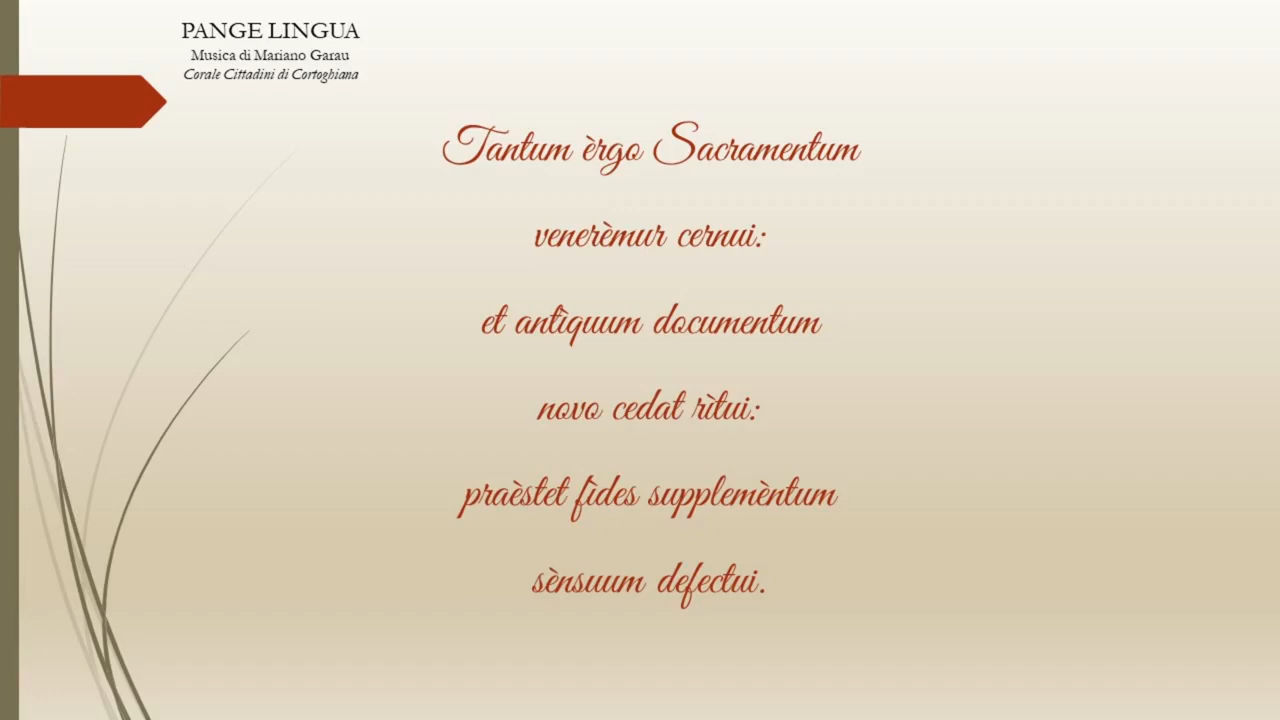 PANGE LINGUA
Musica di Mariano Garau
Corale Cittadini di Cortoghiana
Tantum èrgo Sacramentum
venerèmur cernui:
et antìquum documentum
novo cedat rìtui:
praèstet fìdes supplemèntum
sènsuum defectui.